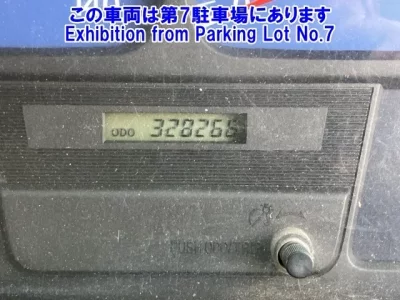 この車両は第7駐車場にあります
Exhibition from Parking Lot No.7
ODO 328266
PUSH